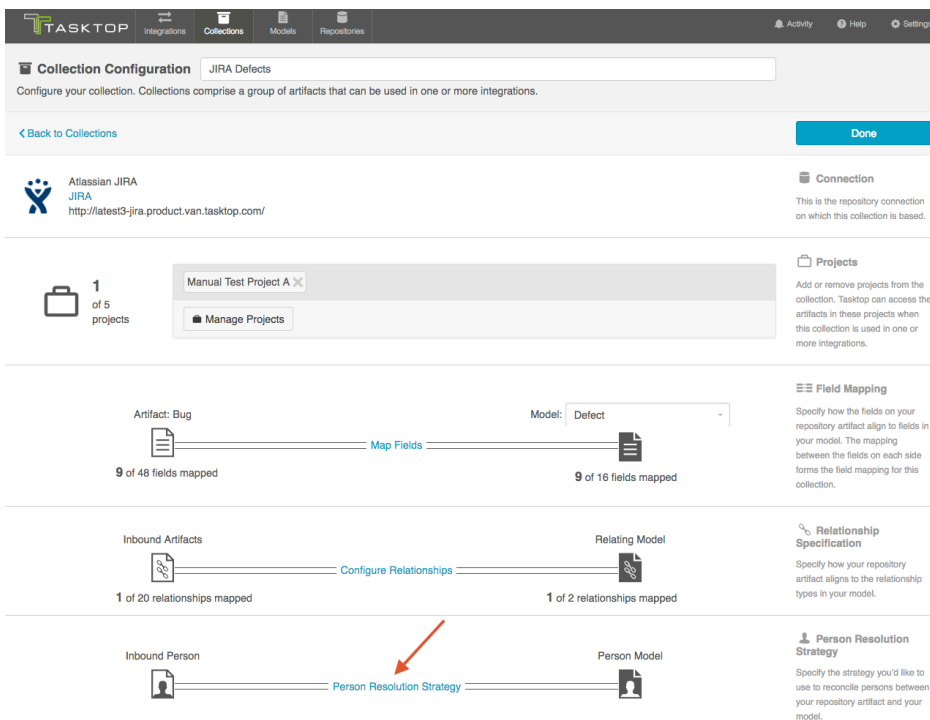 TASKTOP
Integrations
Collections
Models
Repositories
Activity
Help
Settings
Collection Configuration
JIRA Defects
Configure your collection. Collections comprise a group of artifacts that can be used in one or more integrations.
Back to Collections
Done
Atlassian JIRA
JIRA
http://latest3-jira.product.van.tasktop.com/
Connection
This is the repository connection
on which this collection is based.
1
of 5
projects
Manual Test Project A
Manage Projects
Projects
Add or remove projects from the
collection. Tasktop can access the
artifacts in these projects when
this collection is used in one or
more integrations.
Artifact: Bug
Model: Defect
Map Fields
9 of 48 fields mapped
9 of 16 fields mapped
Field Mapping
Specify how the fields on your
repository artifact align to fields in
your model. The mapping
between the fields on each side
forms the field mapping for this
collection.
Inbound Artifacts
Relating Model
Configure Relationships
1 of 20 relationships mapped
1 of 2 relationships mapped
Relationship
Specification
Specify how your repository
artifact aligns to the relationship
types in your model.
Inbound Person
Person Model
Person Resolution Strategy
Person Resolution
Strategy
Specify the strategy you'd like to
use to reconcile persons between
your repository artifact and your
model.